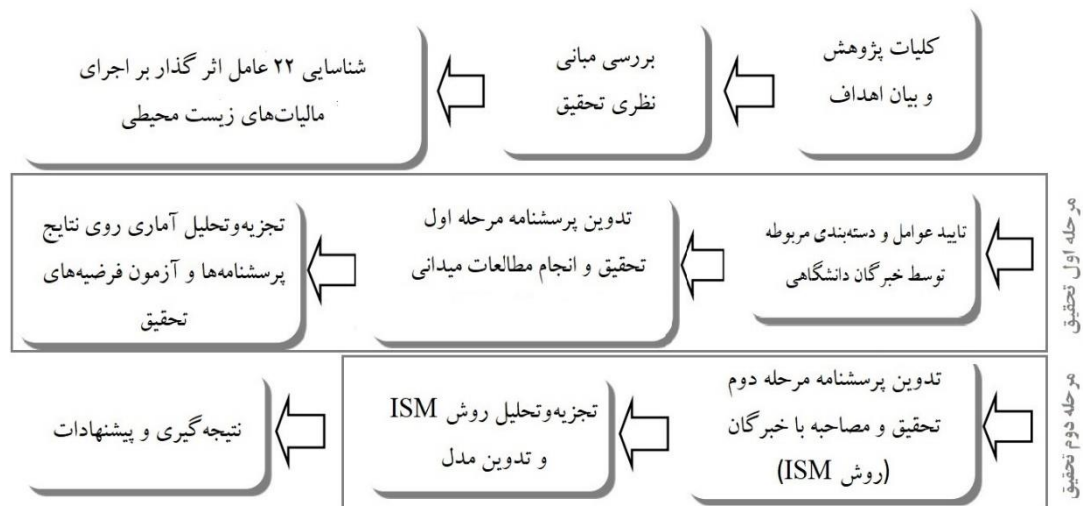 کلیات پژوهش
و بیان اهداف
بررسی مبانی
نظری تحقیق
شناسایی ۲۲ عامل اثر گذار بر اجرای
مالیات‌های زیست محیطی
مرحله اول تحقیق
تایید عوامل و دسته‌بندی مربوطه
توسط خبرگان دانشگاهی
تدوین پرسشنامه مرحله اول
تحقیق و انجام مطالعات میدانی
تجزیه‌وتحلیل آماری روی نتایج
پرسشنامه‌ها و آزمون فرضیه‌های
تحقیق
مرحله دوم تحقیق
تدوین پرسشنامه مرحله دوم
تحقیق و مصاحبه با خبرگان
(روش ISM)
تجزیه‌وتحلیل روش ISM
و تدوین مدل
نتیجه‌گیری و پیشنهادات